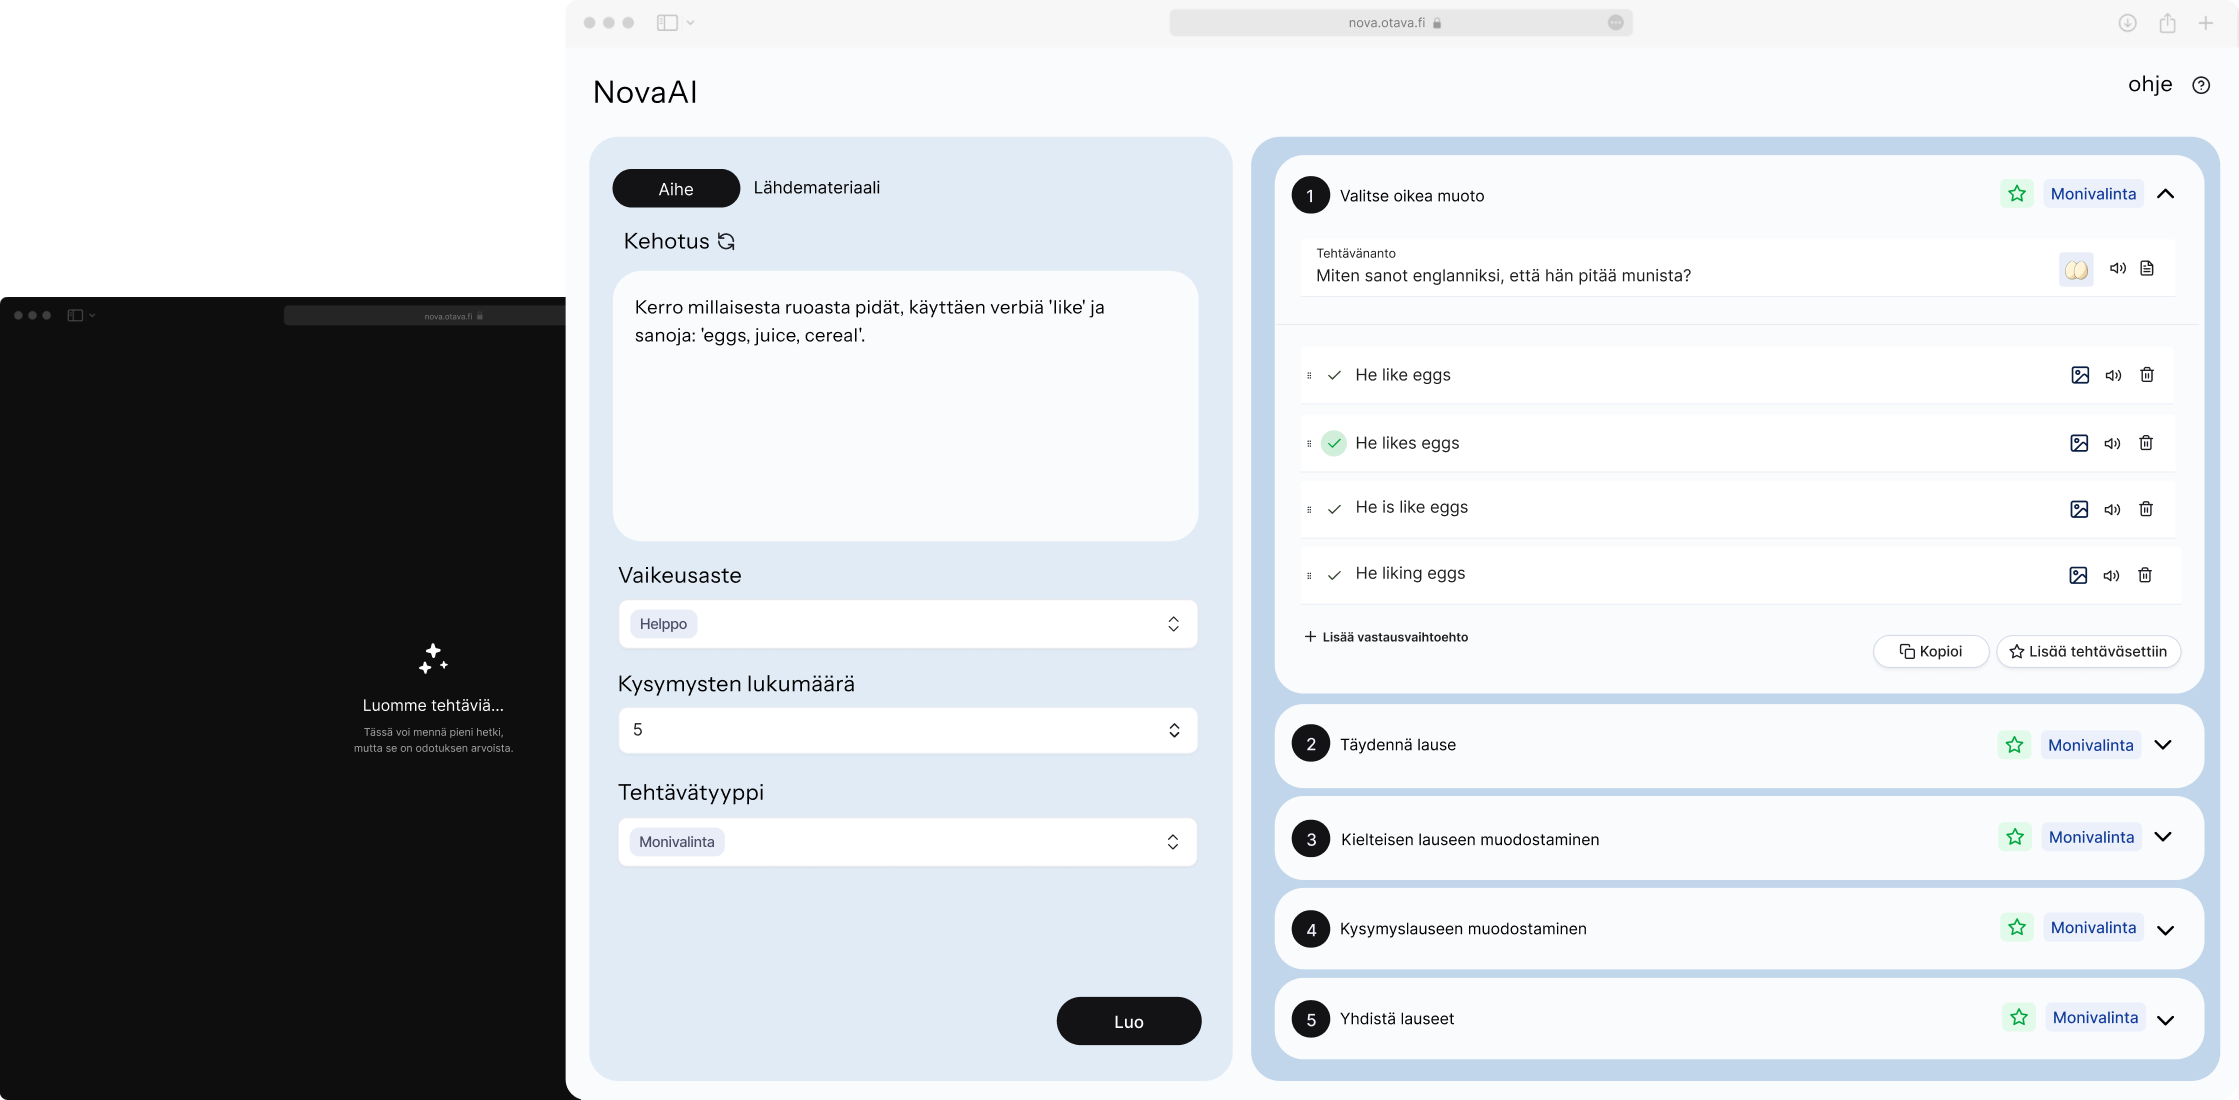 nova.otava.fi
Luomme tehtäviä...
Tässä voi mennä pieni hetki,
mutta se on odotuksen arvoista.
nova.otava.fi
NovaAI
ohje
Aihe
Lähdemateriaali
Kehotus
Kerro millaisesta ruoasta pidät, käyttäen verbiä 'like' ja
sanoja: 'eggs, juice, cereal'.
Vaikeusaste
Helppo
Kysymysten lukumäärä
5
Tehtävätyyppi
Monivalinta
Luo
1 Valitse oikea muoto Monivalinta
Tehtävänanto
Miten sanot englanniksi, että hän pitää munista?
He like eggs
He likes eggs
He is like eggs
He liking eggs
+ Lisää vastausvaihtoehto
Kopioi
Lisää tehtäväsettiin
2 Täydennä lause Monivalinta
3 Kielteisen lauseen muodostaminen Monivalinta
4 Kysymyslauseen muodostaminen Monivalinta
5 Yhdistä lauseet Monivalinta